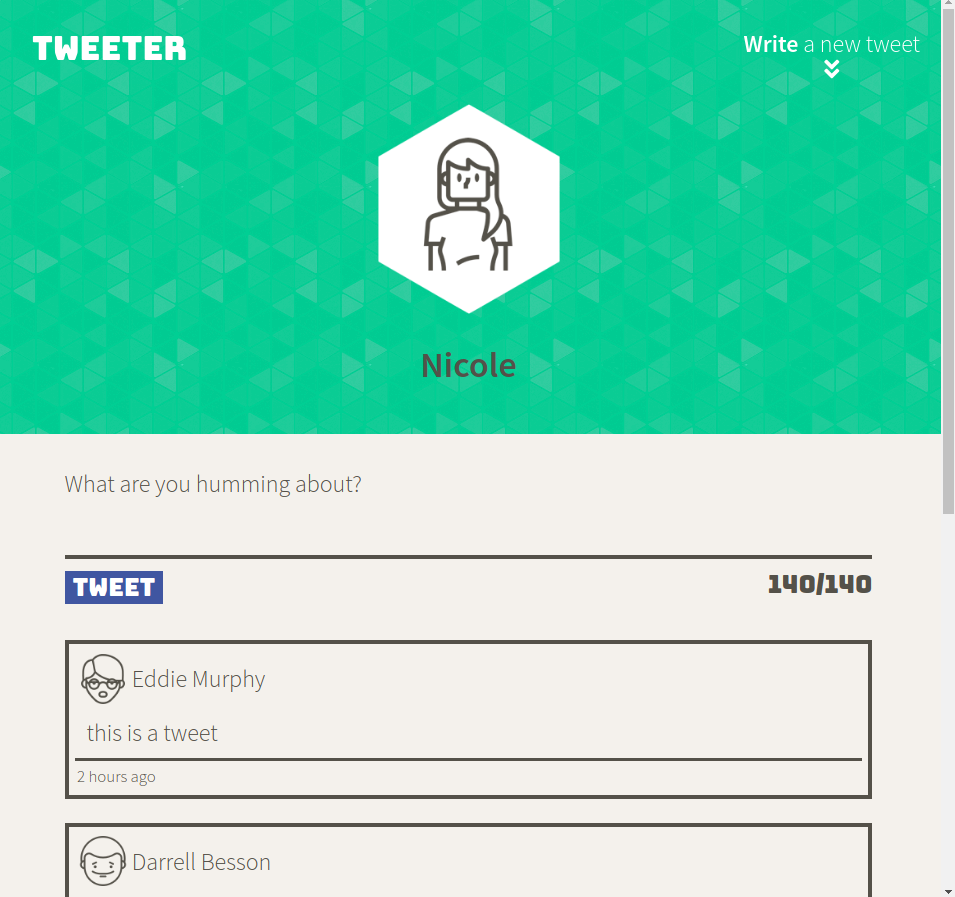 TWEETER
Write a new tweet
Nicole
What are you humming about?
TWEET
140/140
Eddie Murphy
this is a tweet
2 hours ago
Darrell Besson